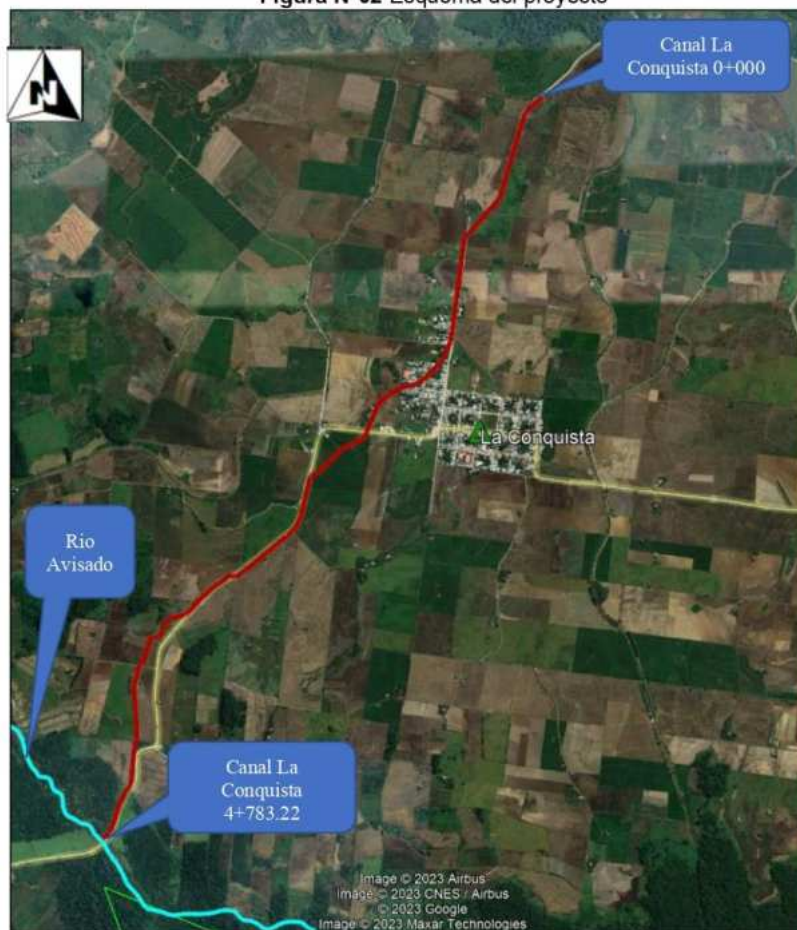 Figura N°02 Esquema del proyecto
Canal La
Conquista 0+000
N
La Conquista
Rio
Avisado
Canal La
Conquista
4+783.22
Image © 2023 Airbus
Image © 2023 CNES / Airbus
© 2023 Google
Image © 2023 Maxar Technologies